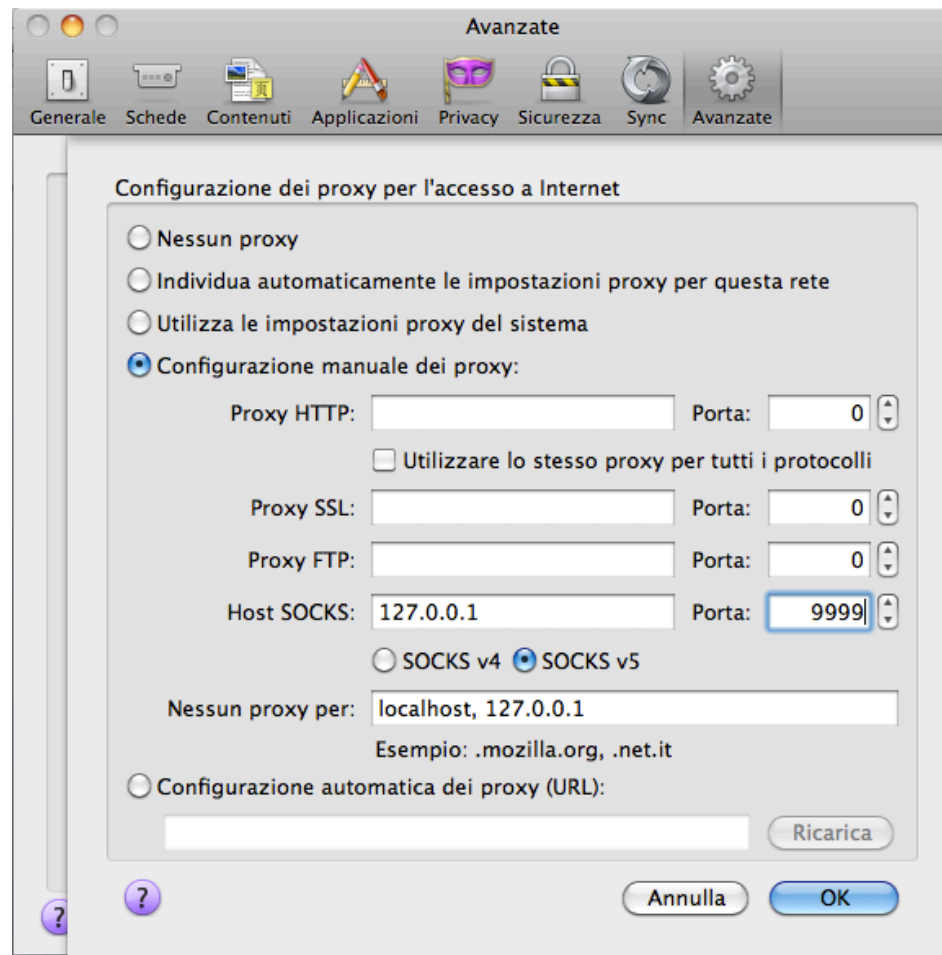 Avanzate
Generale Schede Contenuti Applicazioni Privacy Sicurezza Sync Avanzate
Configurazione dei proxy per l'accesso a Internet
Nessun proxy
Individua automaticamente le impostazioni proxy per questa rete
Utilizza le impostazioni proxy del sistema
Configurazione manuale dei proxy:
Proxy HTTP: Porta: 0
Utilizzare lo stesso proxy per tutti i protocolli
Proxy SSL: Porta: 0
Proxy FTP: Porta: 0
Host SOCKS: 127.0.0.1 Porta: 9999
SOCKS v4 SOCKS v5
Nessun proxy per: localhost, 127.0.0.1
Esempio: .mozilla.org, .net.it
Configurazione automatica dei proxy (URL):
Ricarica
? ? Annulla OK